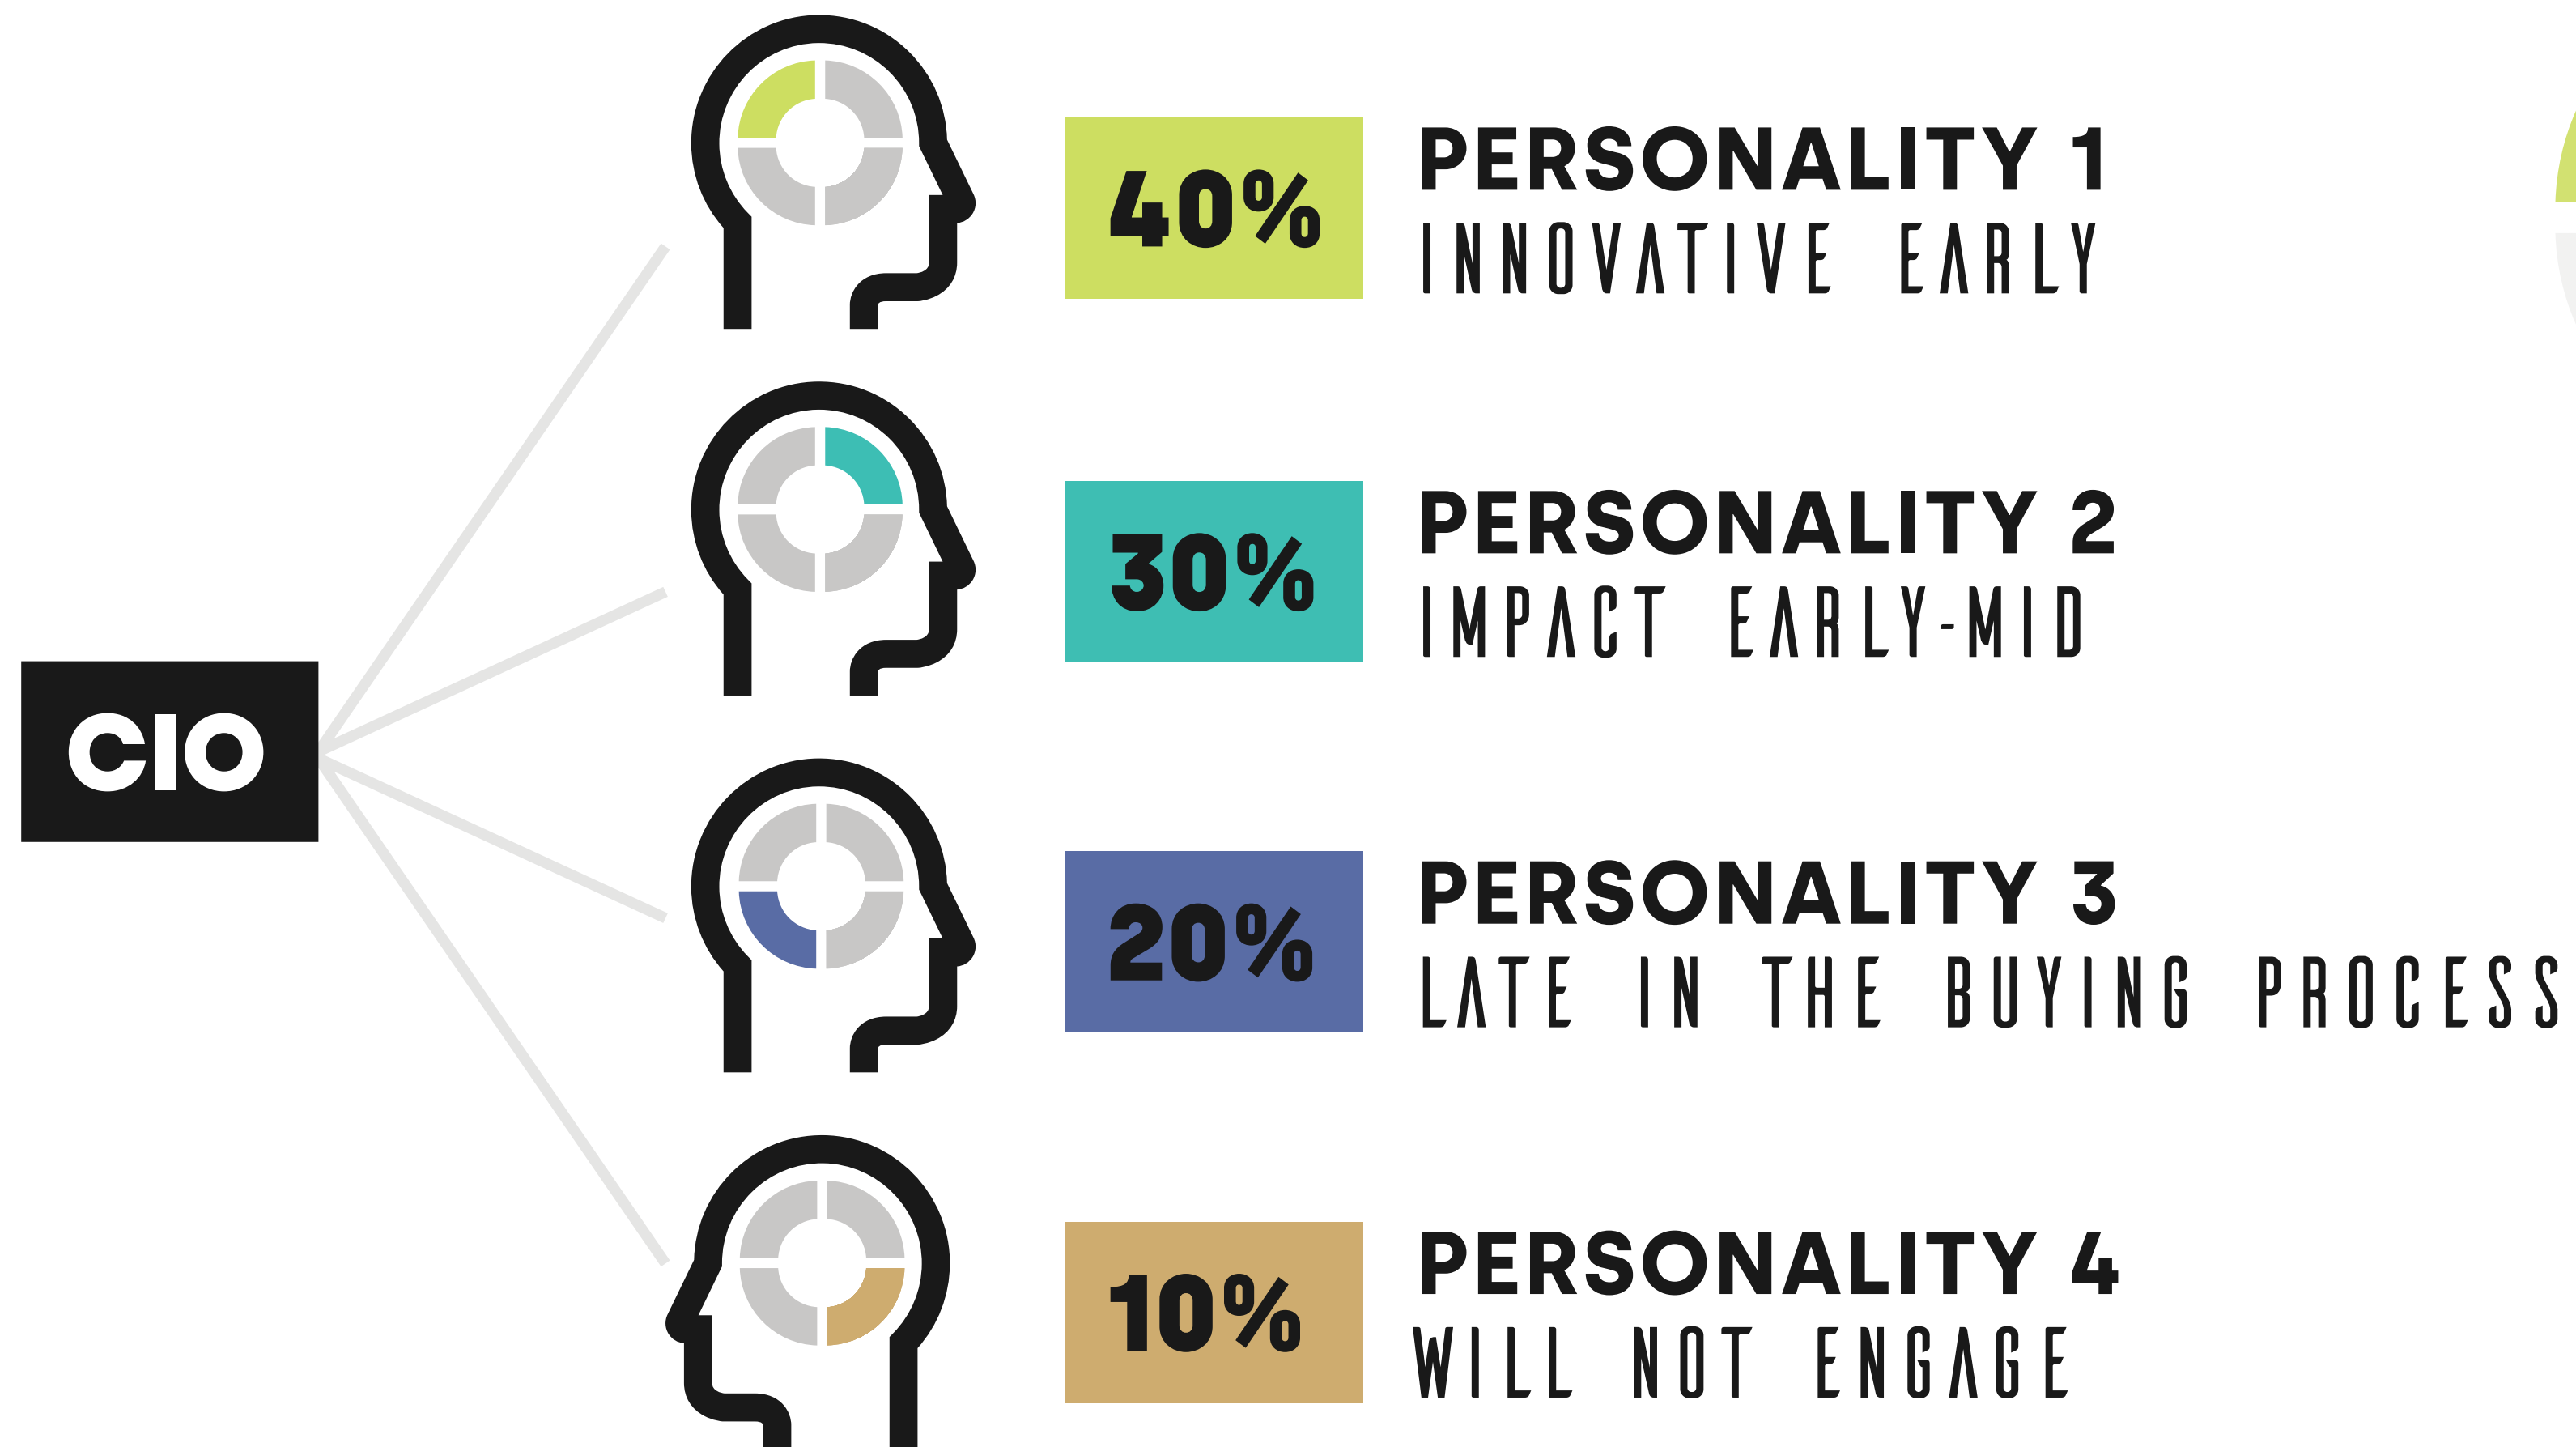 40%
PERSONALITY 1
INNOVATIVE EARLY
30%
PERSONALITY 2
IMPACT EARLY-MID
CIO
20%
PERSONALITY 3
LATE IN THE BUYING PROCESS
10%
PERSONALITY 4
WILL NOT ENGAGE